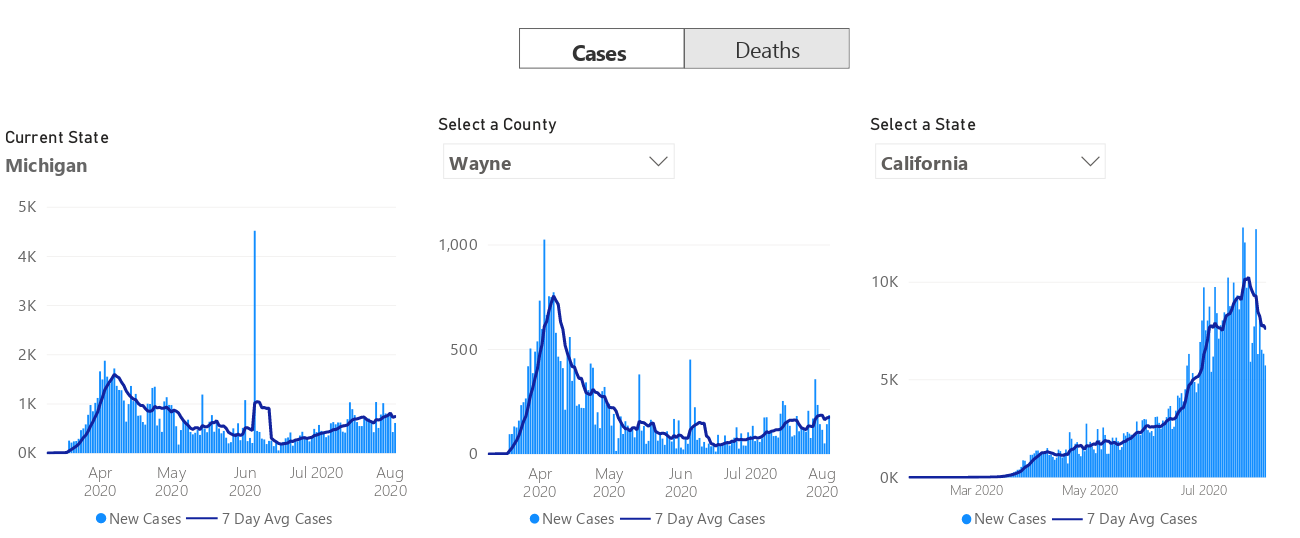 Cases
Deaths
Current State
Michigan
5K
4K
3K
2K
1K
0K
Apr 2020
May 2020
Jun 2020
Jul 2020
Aug 2020
New Cases
7 Day Avg Cases
Select a County
Wayne
1,000
500
0
Apr 2020
May 2020
Jun 2020
Jul 2020
Aug 2020
New Cases
7 Day Avg Cases
Select a State
California
10K
5K
0K
Mar 2020
May 2020
Jul 2020
New Cases
7 Day Avg Cases